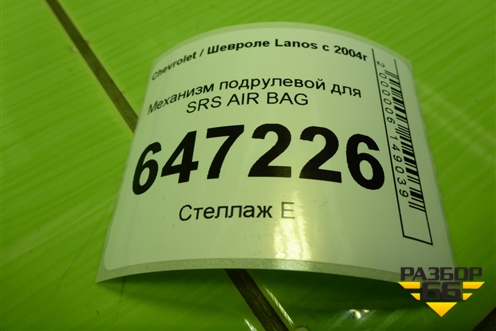 Chevrolet / Шевроле Lanos с 2004г
Механизм подрулевой для
SRS AIR BAG
647226
Стеллаж Е
2000006149039
РАЗБОР
66